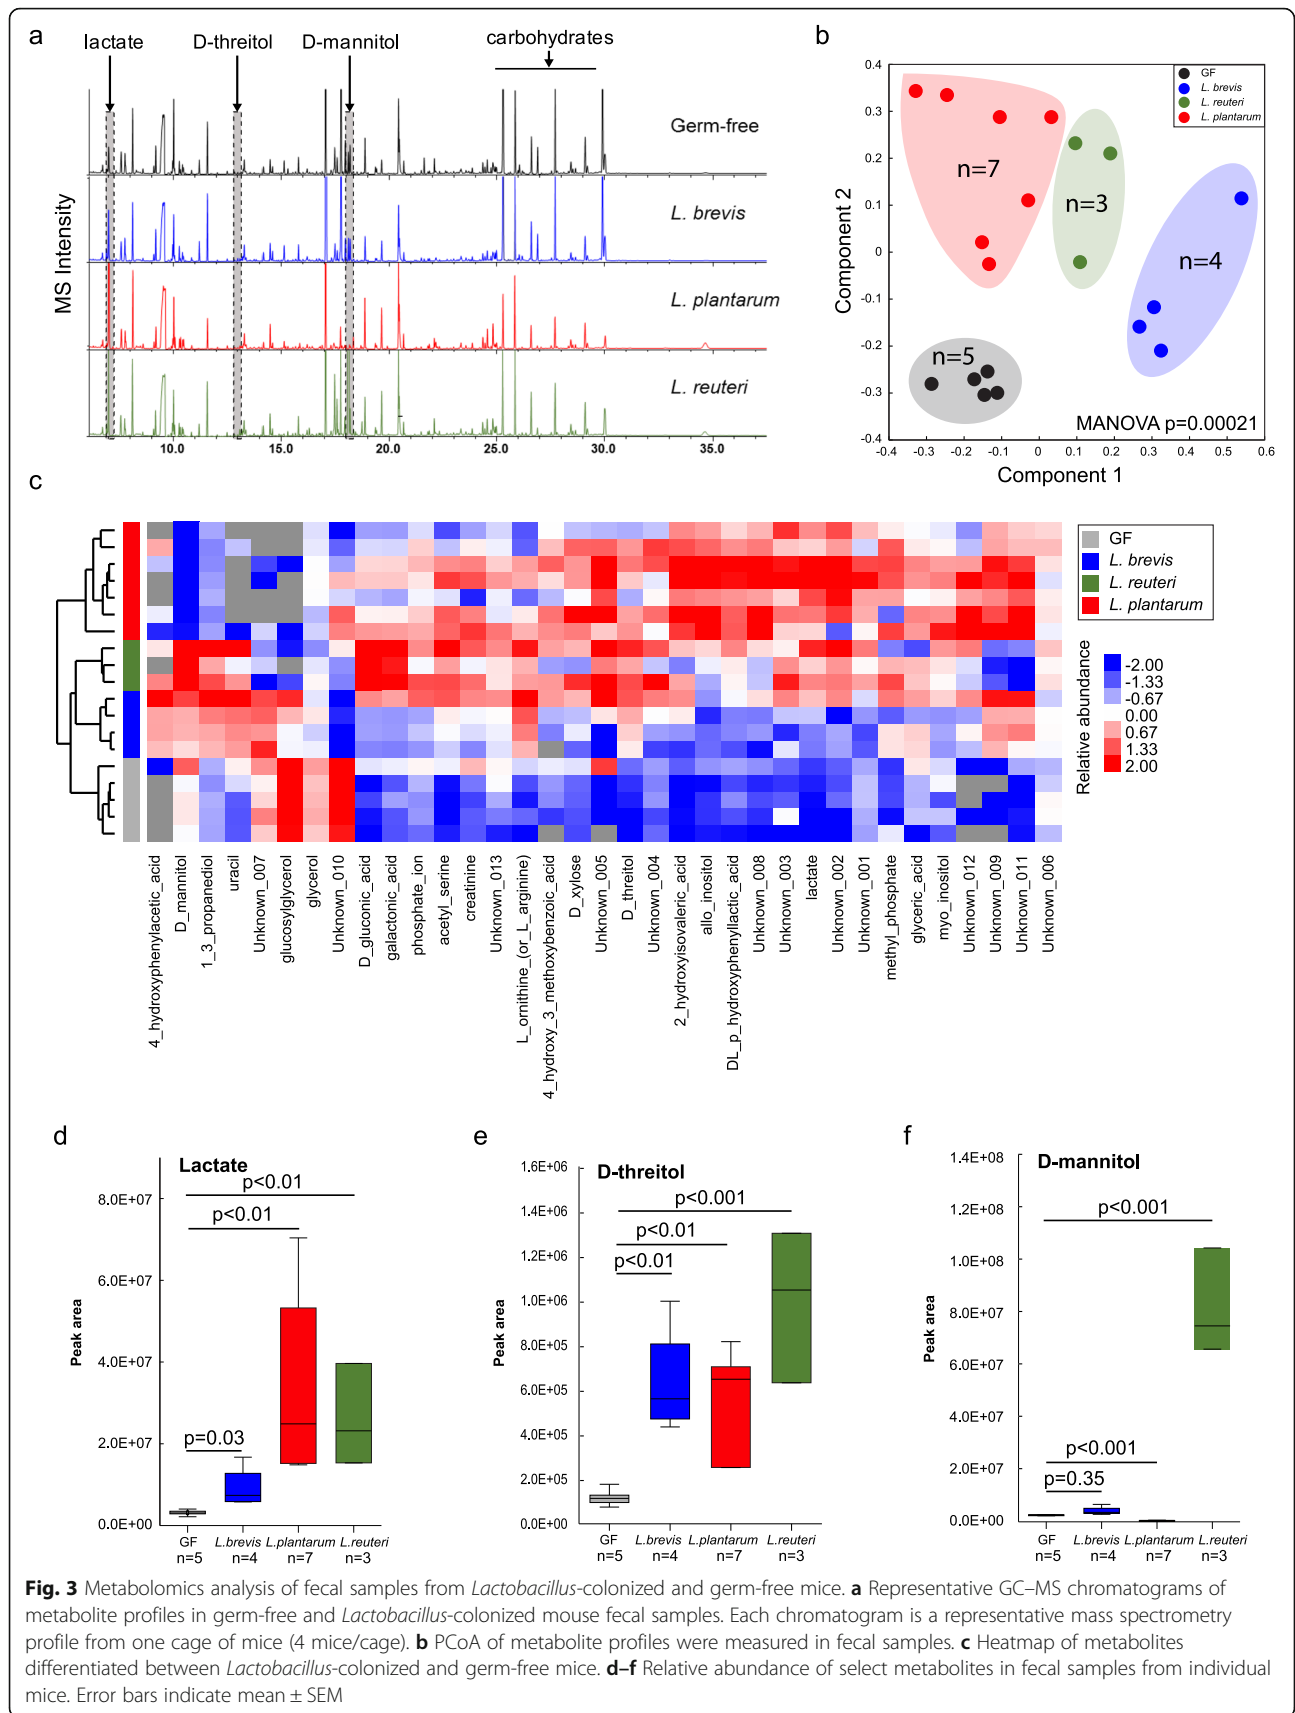 a
lactate
D-threitol
D-mannitol
carbohydrates
MS Intensity
Germ-free
L. brevis
L. plantarum
L. reuteri
10.0 15.0 20.0 25.0 30.0 35.0
b
Component 2
0.4
0.3
0.2
0.1
0
-0.1
-0.2
-0.3
-0.4
GF
L. brevis
L. reuteri
L. plantarum
n=7
n=3
n=4
n=5
MANOVA p=0.00021
-0.4 -0.3 -0.2 -0.1 0 0.1 0.2 0.3 0.4 0.5 0.6
Component 1
c
GF
L. brevis
L. reuteri
L. plantarum
Relative abundance
-2.00
-1.33
-0.67
0.00
0.67
1.33
2.00
4_hydroxyphenylacetic_acid
D_mannitol
1_3_propanediol
uracil
Unknown_007
glucosylglycerol
glycerol
Unknown_010
D_gluconic_acid
galactonic_acid
phosphate_ion
acetyl_serine
creatinine
Unknown_013
L_ornithine_(or_L_arginine)
4_hydroxy_3_methoxybenzoic_acid
D_xylose
Unknown_005
D_threitol
Unknown_004
2_hydroxyisovaleric_acid
allo_inositol
DL_p_hydroxyphenyllactic_acid
Unknown_008
Unknown_003
lactate
Unknown_002
Unknown_001
methyl_phosphate
glyceric_acid
myo_inositol
Unknown_012
Unknown_009
Unknown_011
Unknown_006
d
Lactate
Peak area
8.0E+07
6.0E+07
4.0E+07
2.0E+07
0.0E+00
p<0.01
p<0.01
p=0.03
GF L.brevis L.plantarum L.reuteri
n=5 n=4 n=7 n=3
e
D-threitol
Peak area
1.6E+06
1.4E+06
1.2E+06
1.0E+06
8.0E+05
6.0E+05
4.0E+05
2.0E+05
0.0E+00
p<0.001
p<0.01
p<0.01
GF L.brevis L.plantarum L.reuteri
n=5 n=4 n=7 n=3
f
D-mannitol
Peak area
1.4E+08
1.2E+08
1.0E+08
8.0E+07
6.0E+07
4.0E+07
2.0E+07
0.0E+00
p<0.001
p<0.001
p=0.35
GF L.brevis L.plantarum L.reuteri
n=5 n=4 n=7 n=3
Fig. 3 Metabolomics analysis of fecal samples from Lactobacillus-colonized and germ-free mice. a Representative GC–MS chromatograms of
metabolite profiles in germ-free and Lactobacillus-colonized mouse fecal samples. Each chromatogram is a representative mass spectrometry
profile from one cage of mice (4 mice/cage). b PCoA of metabolite profiles were measured in fecal samples. c Heatmap of metabolites
differentiated between Lactobacillus-colonized and germ-free mice. d–f Relative abundance of select metabolites in fecal samples from individual
mice. Error bars indicate mean ± SEM